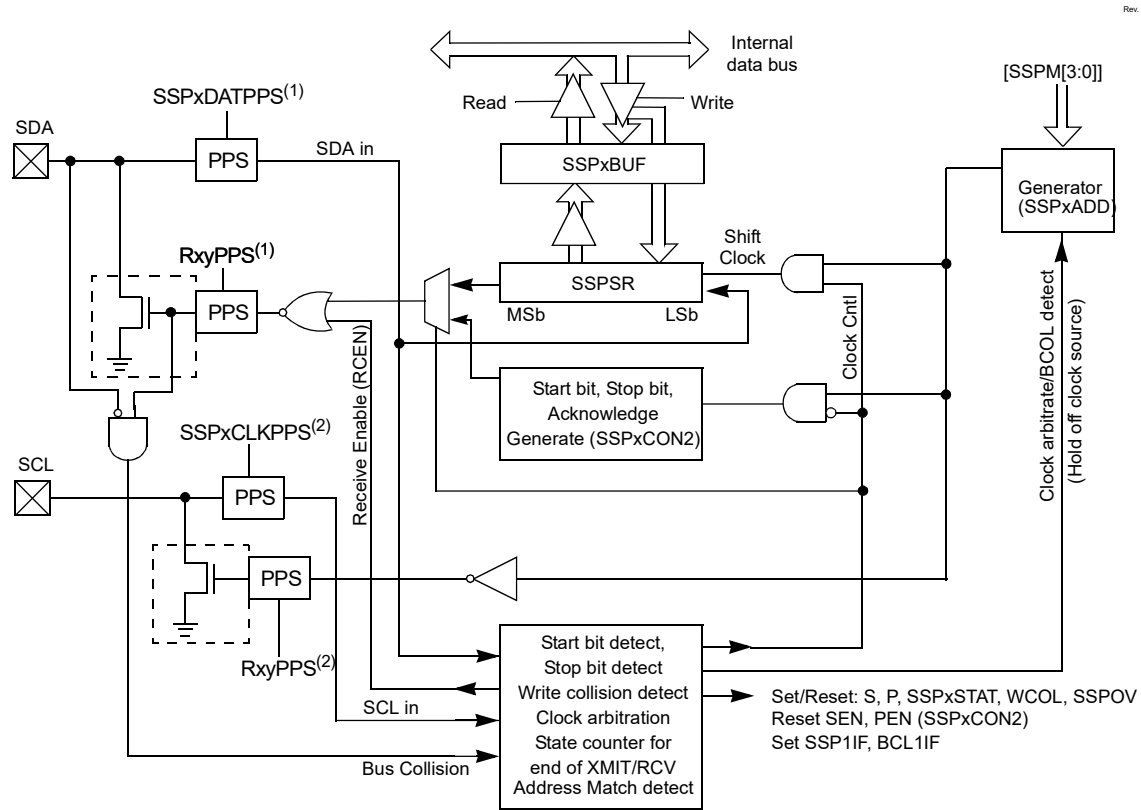 Rev.
Internal
data bus
[SSPM[3:0]]
SSPxDATPPS(1)
Read
Write
SDA
PPS
SDA in
SSPxBUF
Generator
(SSPxADD)
RxyPPS(1)
Shift
Clock
SSPSR
PPS
MSb
LSb
Clock Cntl
Receive Enable (RCEN)
Start bit, Stop bit,
Acknowledge
Generate (SSPxCON2)
Clock arbitrate/BCOL detect
(Hold off clock source)
SSPxCLKPPS(2)
SCL
PPS
PPS
RxyPPS(2)
Start bit detect,
Stop bit detect
Write collision detect
Clock arbitration
State counter for
end of XMIT/RCV
Address Match detect
SCL in
Bus Collision
Set/Reset: S, P, SSPxSTAT, WCOL, SSPOV
Reset SEN, PEN (SSPxCON2)
Set SSP1IF, BCL1IF